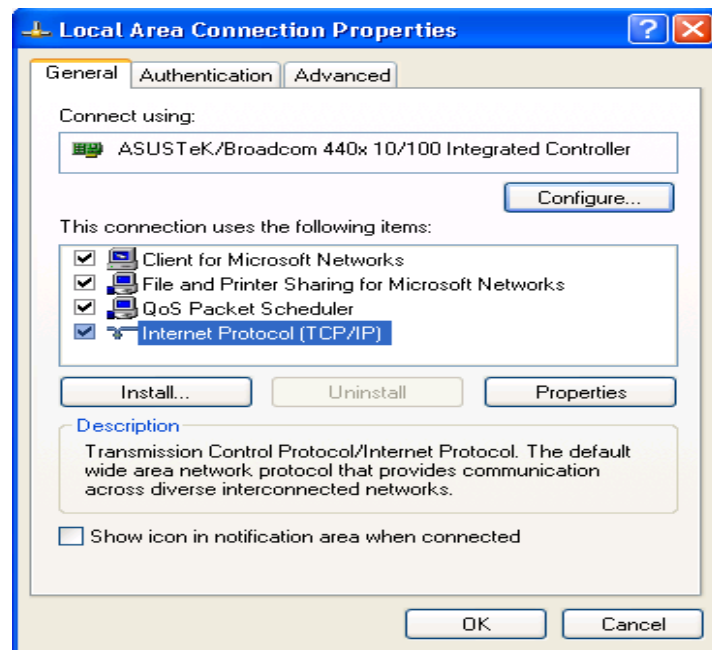 Local Area Connection Properties
General Authentication Advanced
Connect using:
ASUSTeK/Broadcom 440x 10/100 Integrated Controller
Configure...
This connection uses the following items:
Client for Microsoft Networks
File and Printer Sharing for Microsoft Networks
QoS Packet Scheduler
Internet Protocol (TCP/IP)
Install... Uninstall Properties
Description
Transmission Control Protocol/Internet Protocol. The default
wide area network protocol that provides communication
across diverse interconnected networks.
Show icon in notification area when connected
OK Cancel